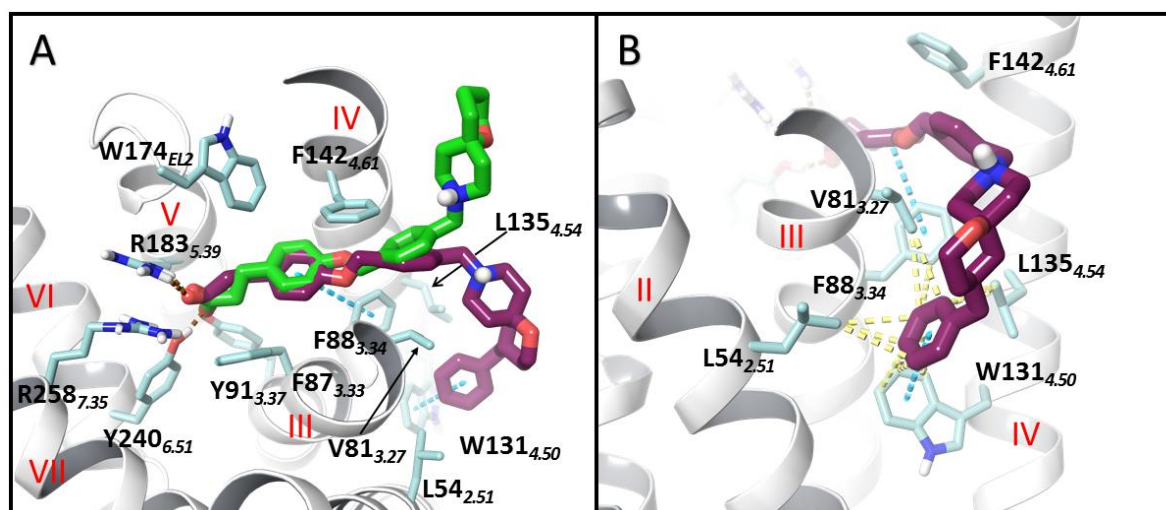 A
IV
W174EL2
F1424.61
V
R1835.39
L1354.54
VI
F883.34
R2587.35
Y913.37
F873.33
Y2406.51
III
V813.27
W1314.50
VII
L542.51
B
F1424.61
V813.27
III
L1354.54
II
F883.34
L542.51
W1314.50
IV